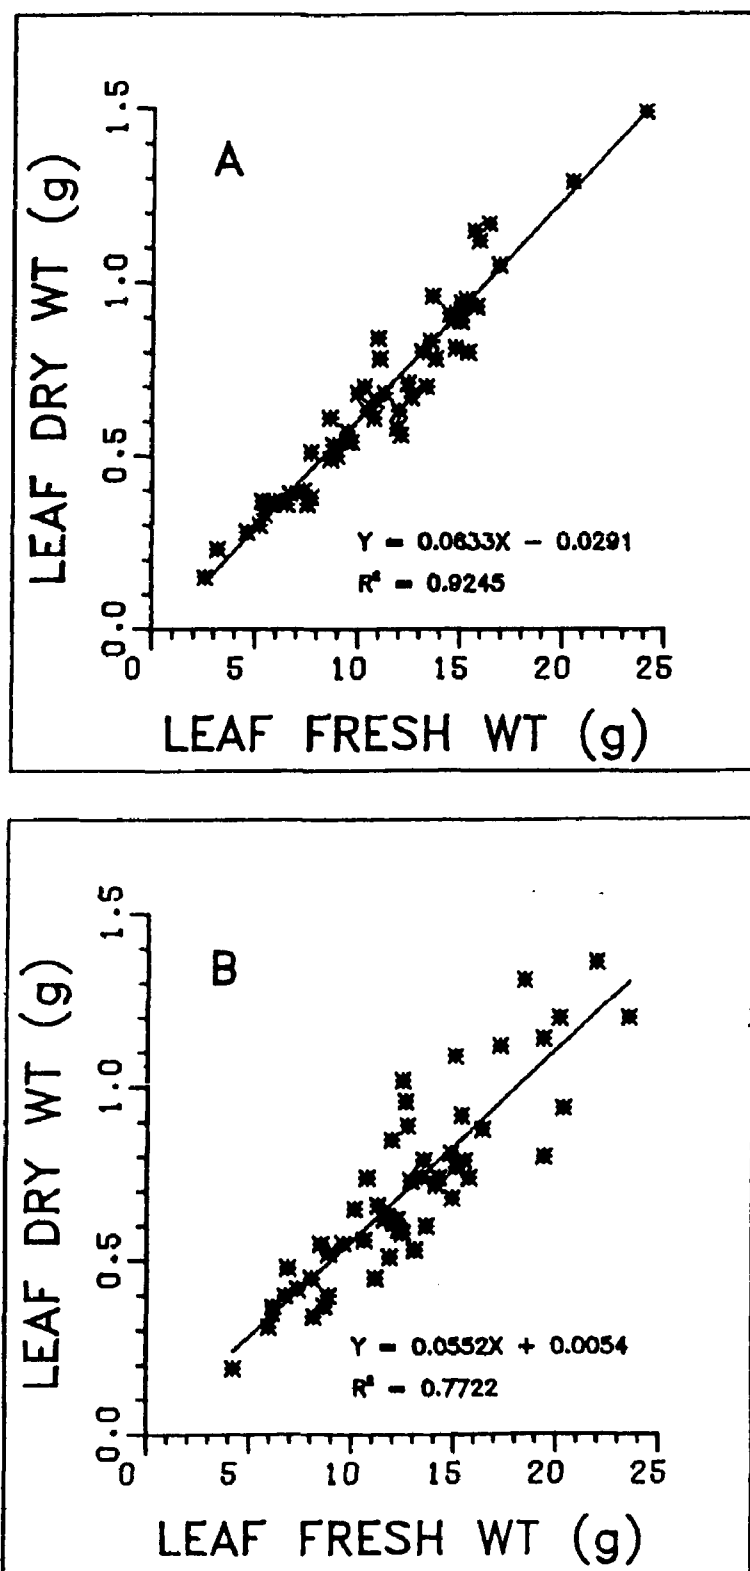 A
LEAF DRY WT (g)
1.5
1.0
0.5
0.0
Y = 0.0633X - 0.0291
R² = 0.9245
0 5 10 15 20 25
LEAF FRESH WT (g)
B
LEAF DRY WT (g)
1.5
1.0
0.5
0.0
Y = 0.0552X + 0.0054
R² = 0.7722
0 5 10 15 20 25
LEAF FRESH WT (g)